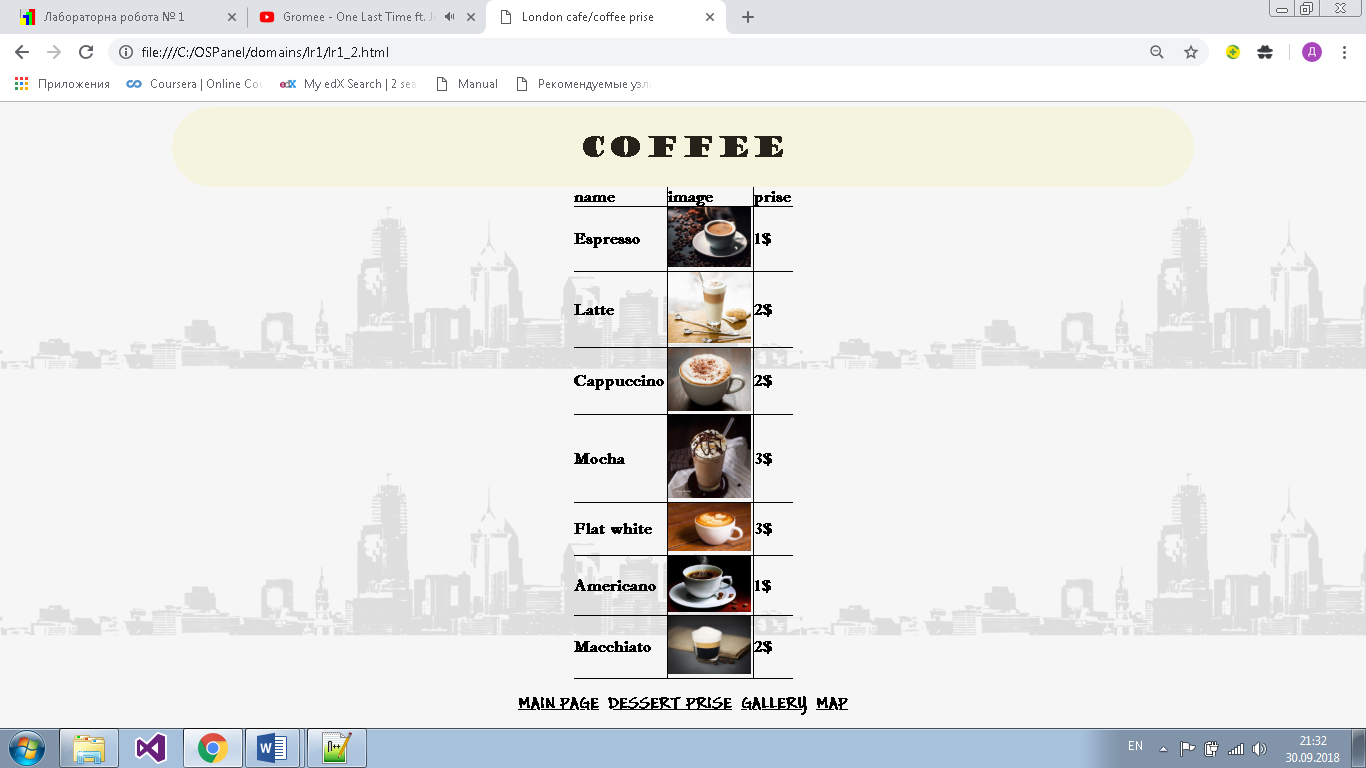 Лабораторна робота № 1
Gromee - One Last Time ft. J
London cafe/coffee prise
file:///C:/OSPanel/domains/lr1/lr1_2.html
Д
Приложения
Coursera | Online Co
edX
My edX Search | 2 sea
Manual
Рекомендуемые узл
COFFEE
name image prise
Espresso 1$
Latte 2$
Cappuccino 2$
Mocha 3$
Flat white 3$
Americano 1$
Macchiato 2$
MAIN PAGE DESSERT PRISE GALLERY MAP
EN
21:32
30.09.2018